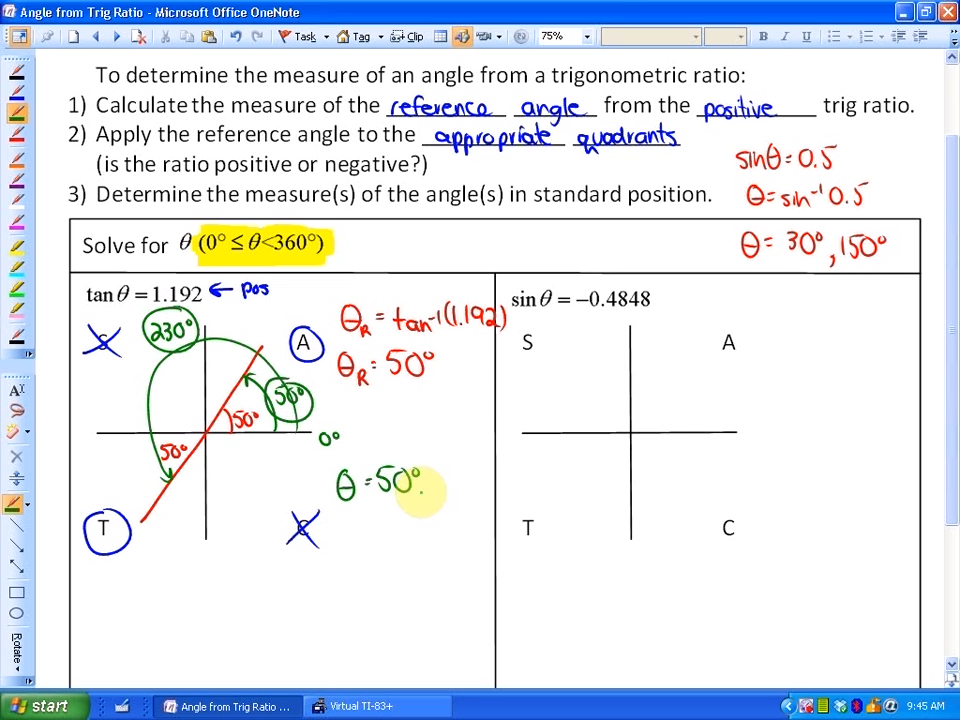 Angle from Trig Ratio - Microsoft Office OneNote
Task Tag Clip 75% B I U
To determine the measure of an angle from a trigonometric ratio:
1) Calculate the measure of the reference angle from the positive trig ratio.
2) Apply the reference angle to the appropriate quadrants
(is the ratio positive or negative?)
sinθ = 0.5
3) Determine the measure(s) of the angle(s) in standard position.
θ = sin⁻¹ 0.5
Solve for θ (0° ≤ θ < 360°)
θ = 30°, 150°
tan θ = 1.192 ← pos
sin θ = −0.4848
230°
θR = tan⁻¹(1.192)
S A
θR = 50°
S A
50°
50°
0°
50°
θ = 50°
T C
T C
Rotate
start
Angle from Trig Ratio ...
Virtual TI-83+
9:45 AM